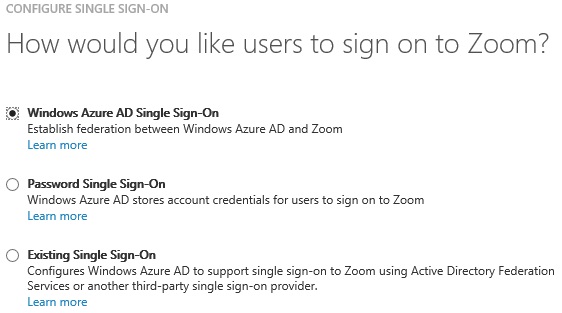 CONFIGURE SINGLE SIGN-ON
How would you like users to sign on to Zoom?
Windows Azure AD Single Sign-On
Establish federation between Windows Azure AD and Zoom
Learn more
Password Single Sign-On
Windows Azure AD stores account credentials for users to sign on to Zoom
Learn more
Existing Single Sign-On
Configures Windows Azure AD to support single sign-on to Zoom using Active Directory Federation
Services or another third-party single sign-on provider.
Learn more